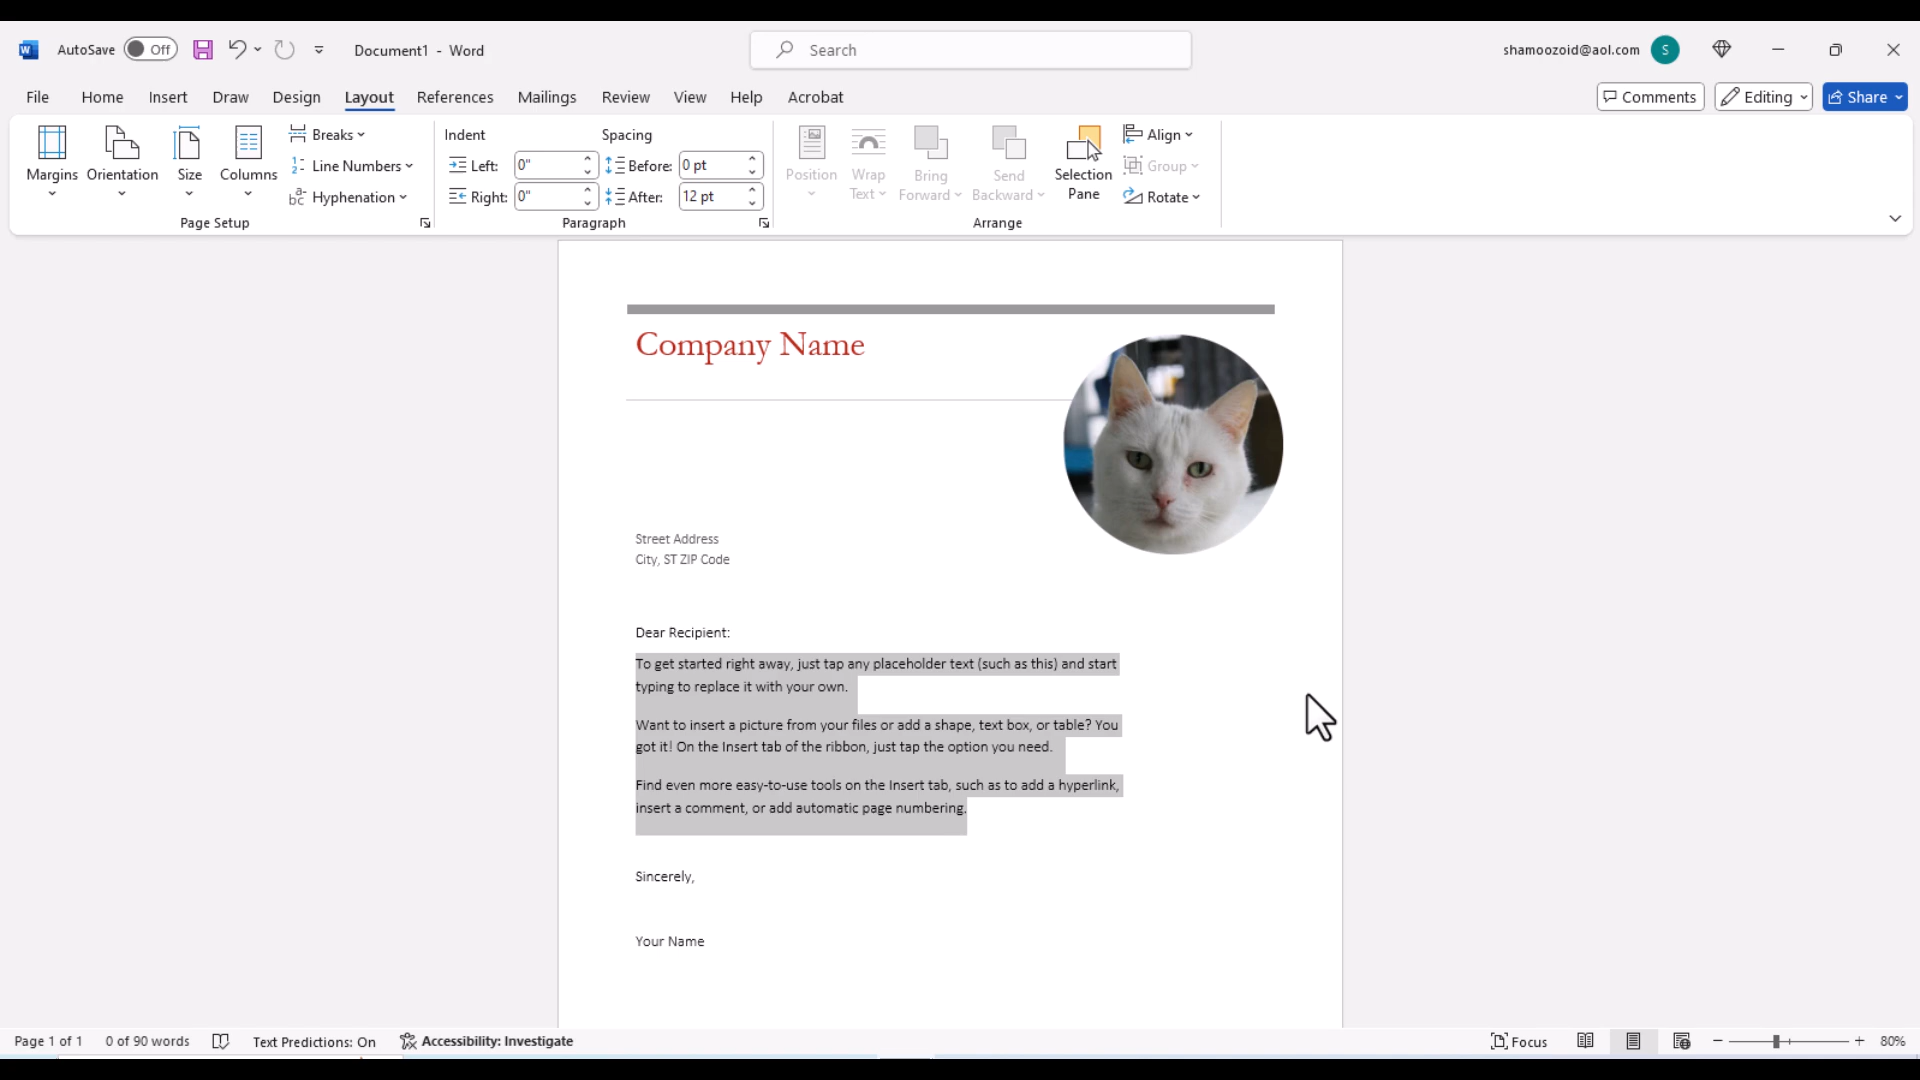 AutoSave Off Document1 - Word Search shamoozoid@aol.com S
File Home Insert Draw Design Layout References Mailings Review View Help Acrobat Comments Editing Share
Margins Orientation Size Columns Breaks Line Numbers Hyphenation
Page Setup
Indent Spacing
Left: 0" Before: 0 pt
Right: 0" After: 12 pt
Paragraph
Position Wrap Text Bring Forward Send Backward Selection Pane Align Group Rotate
Arrange
Company Name
Street Address
City, ST ZIP Code
Dear Recipient:
To get started right away, just tap any placeholder text (such as this) and start
typing to replace it with your own.
Want to insert a picture from your files or add a shape, text box, or table? You
got it! On the Insert tab of the ribbon, just tap the option you need.
Find even more easy-to-use tools on the Insert tab, such as to add a hyperlink,
insert a comment, or add automatic page numbering.
Sincerely,
Your Name
Page 1 of 1 0 of 90 words Text Predictions: On Accessibility: Investigate Focus 80%